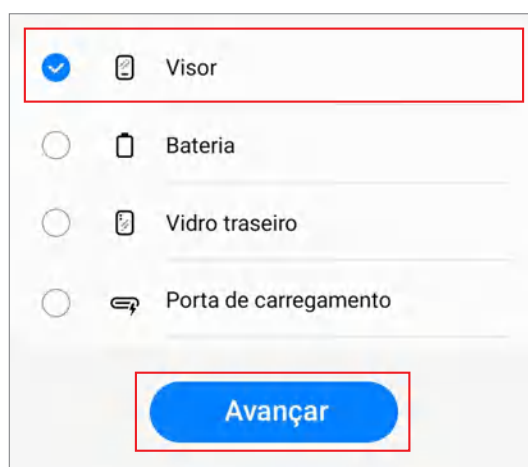 Visor
Bateria
Vidro traseiro
Porta de carregamento
Avançar